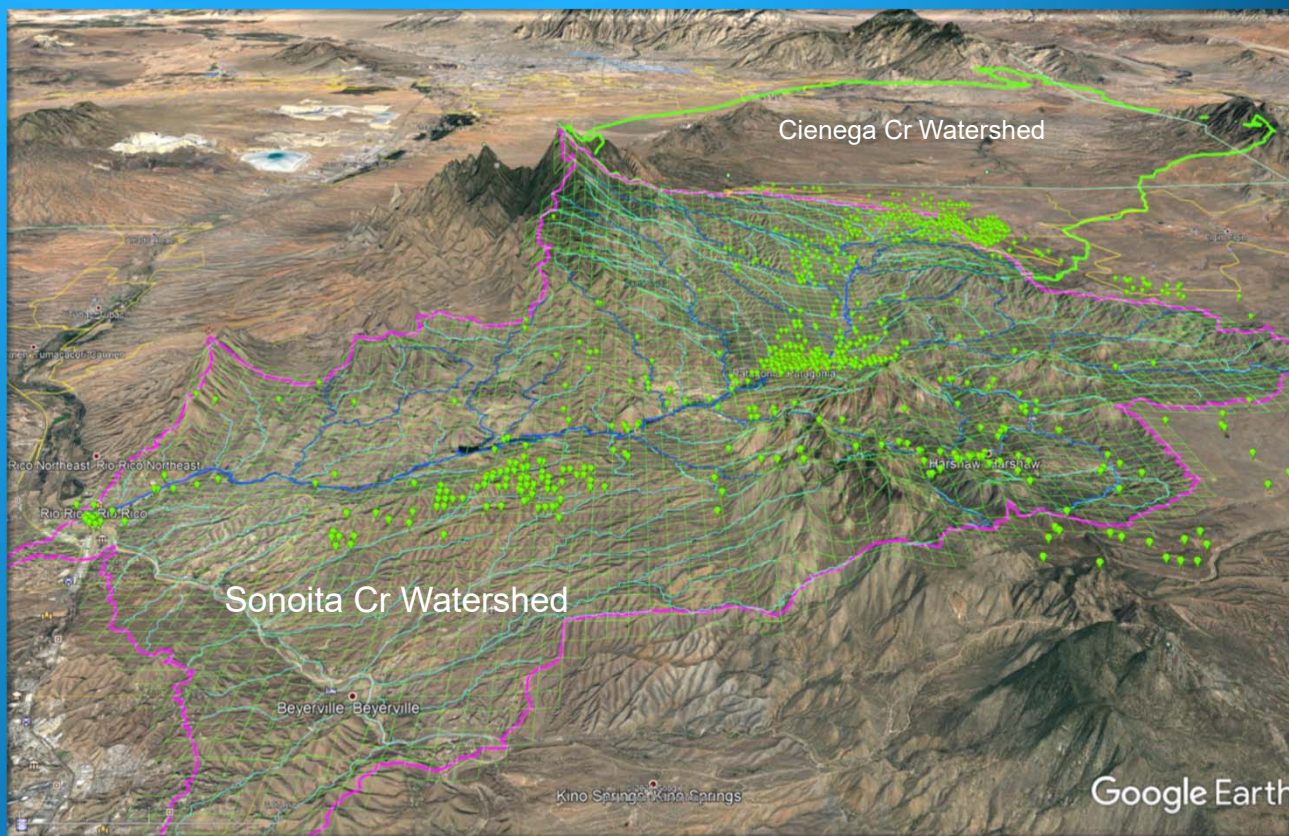 Cienega Cr Watershed
Patagonia
Harshaw Harshaw
Rico Northeast Rio Rico Northeast
Rio Rico Rio Rico
Sonoita Cr Watershed
Beyerville Beyerville
Kino Springs Kino Springs
Google Earth